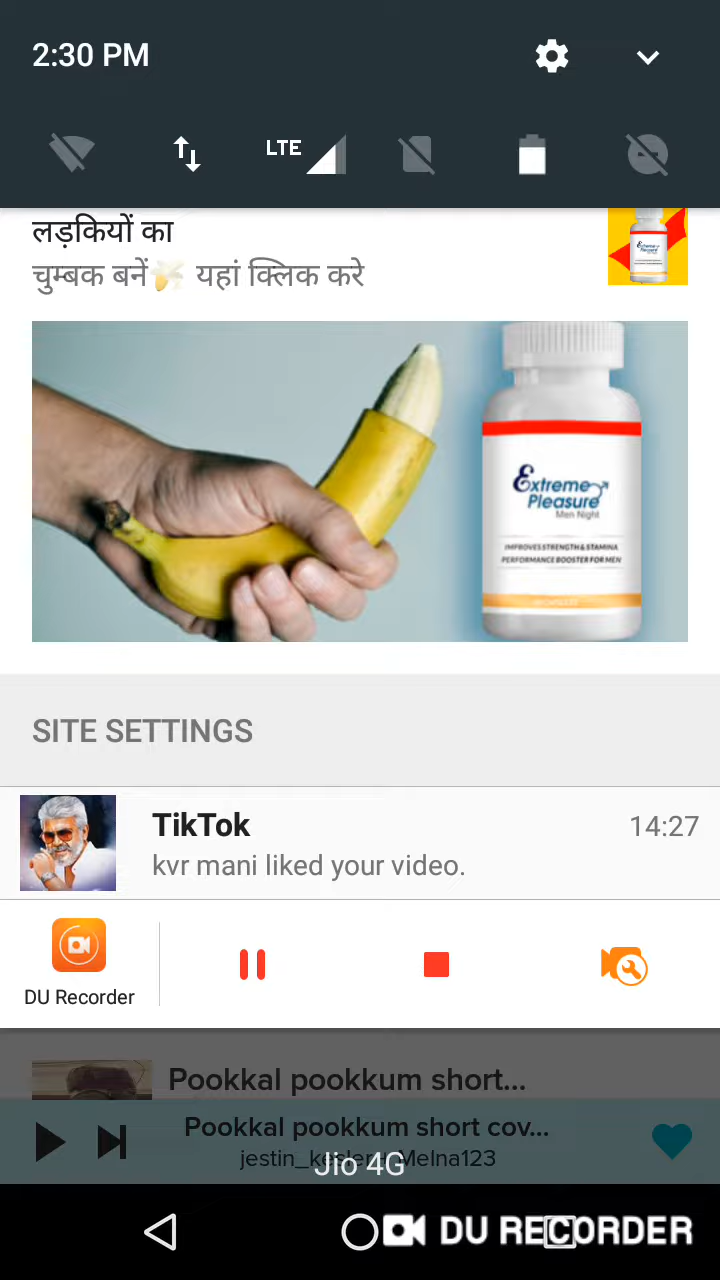 2:30 PM
LTE
लड़कियों का
चुम्बक बनें🍌 यहां क्लिक करे
Extreme
Pleasure
Men Night
IMPROVES STRENGTH & STAMINA
PERFORMANCE BOOSTER FOR MEN
SITE SETTINGS
TikTok
14:27
kvr mani liked your video.
DU Recorder
Pookkal pookkum short...
Pookkal pookkum short cov...
Melna123
Jio 4G
DU RECORDER